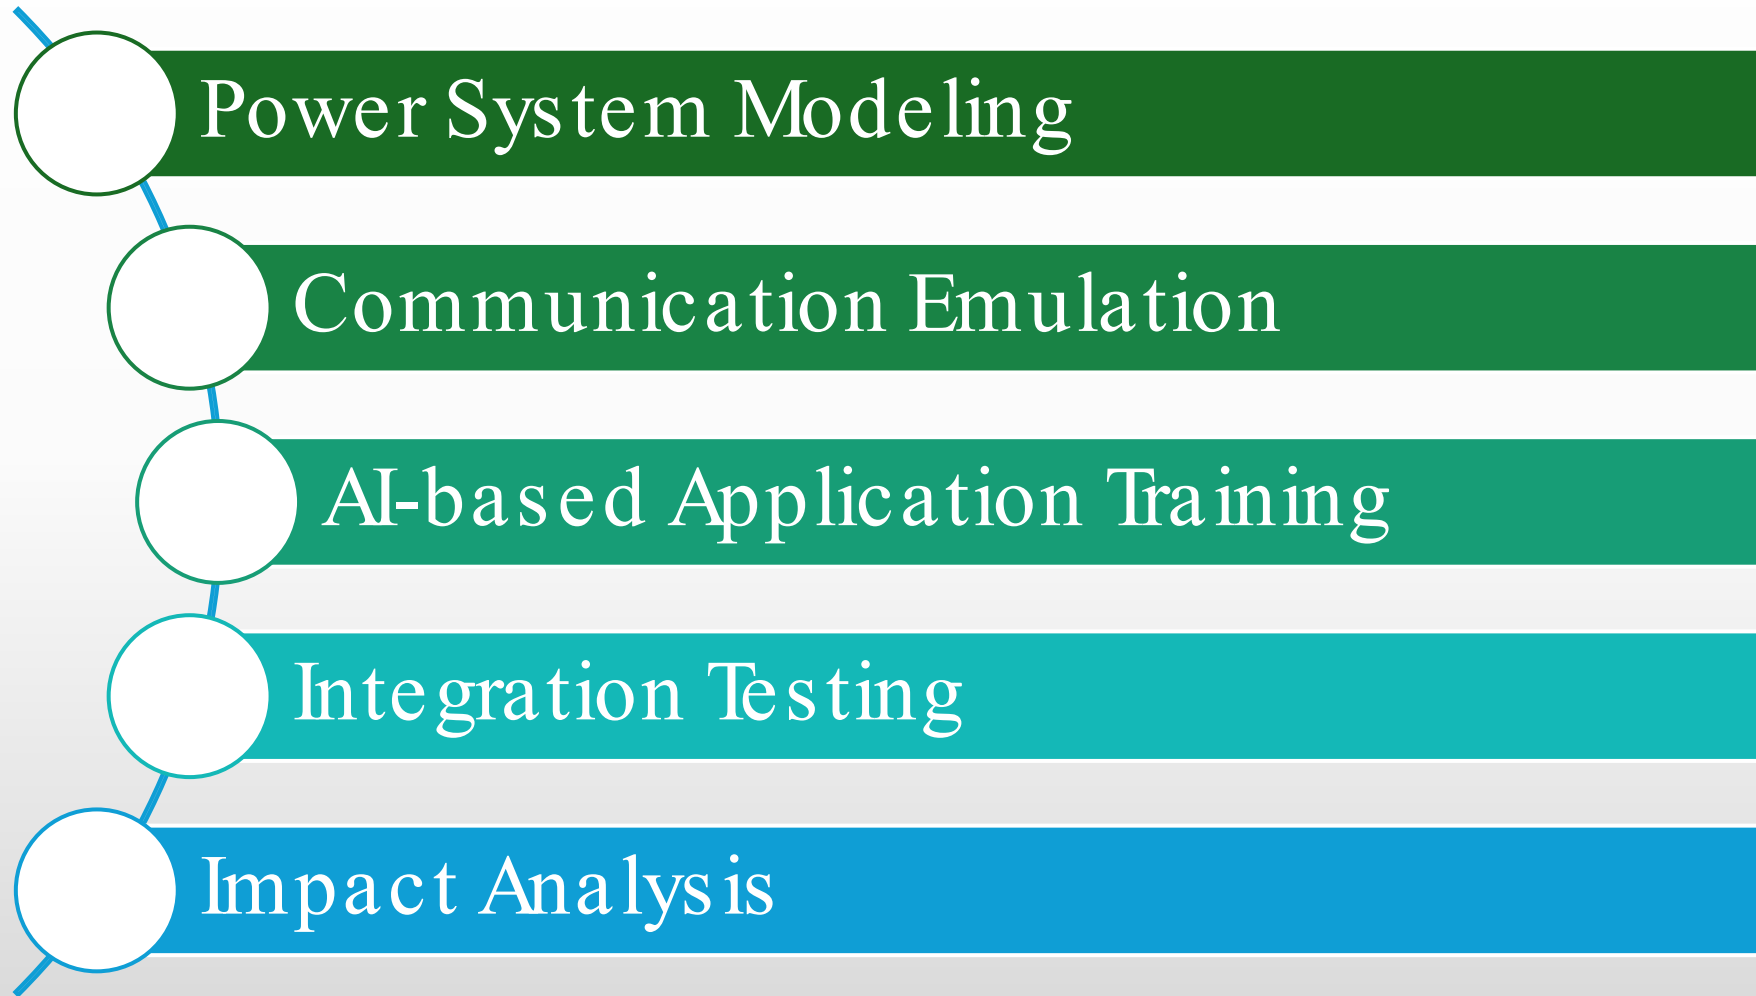 Power System Modeling
Communication Emulation
AI-based Application Training
Integration Testing
Impact Analysis